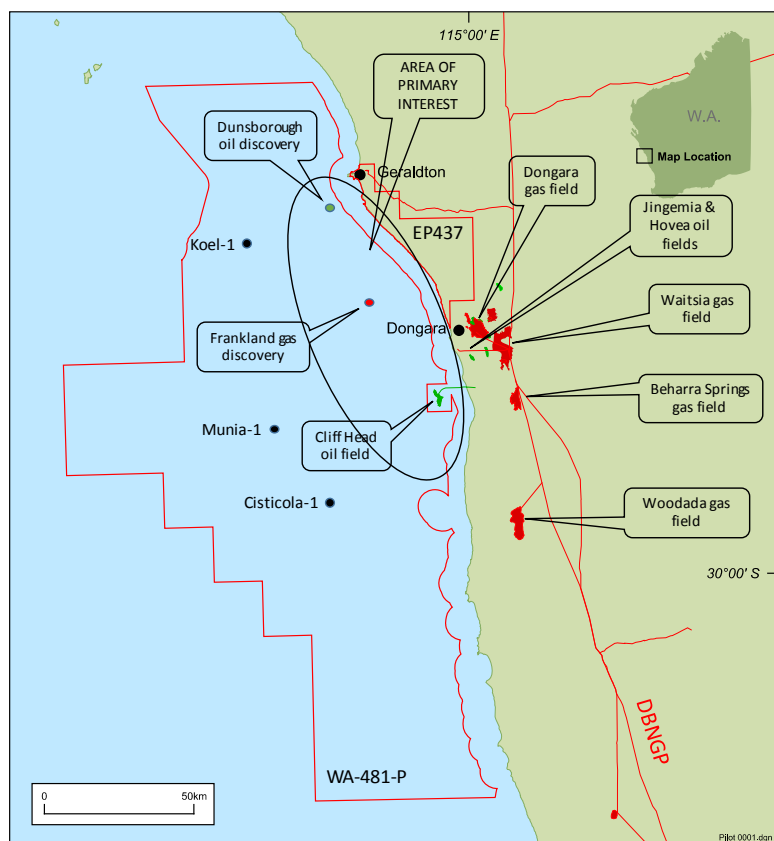 115°00' E
AREA OF
PRIMARY
INTEREST
W.A.
Map Location
Dunsborough
oil discovery
Geraldton
Dongara
gas field
Jingemia &
Hovea oil
fields
EP437
Koel-1
Waitsia gas
field
Dongara
Frankland gas
discovery
Beharra Springs
gas field
Munia-1
Cliff Head
oil field
Cisticola-1
Woodada gas
field
30°00' S
DBNGP
WA-481-P
0
50km
Pilot 0001.dgn